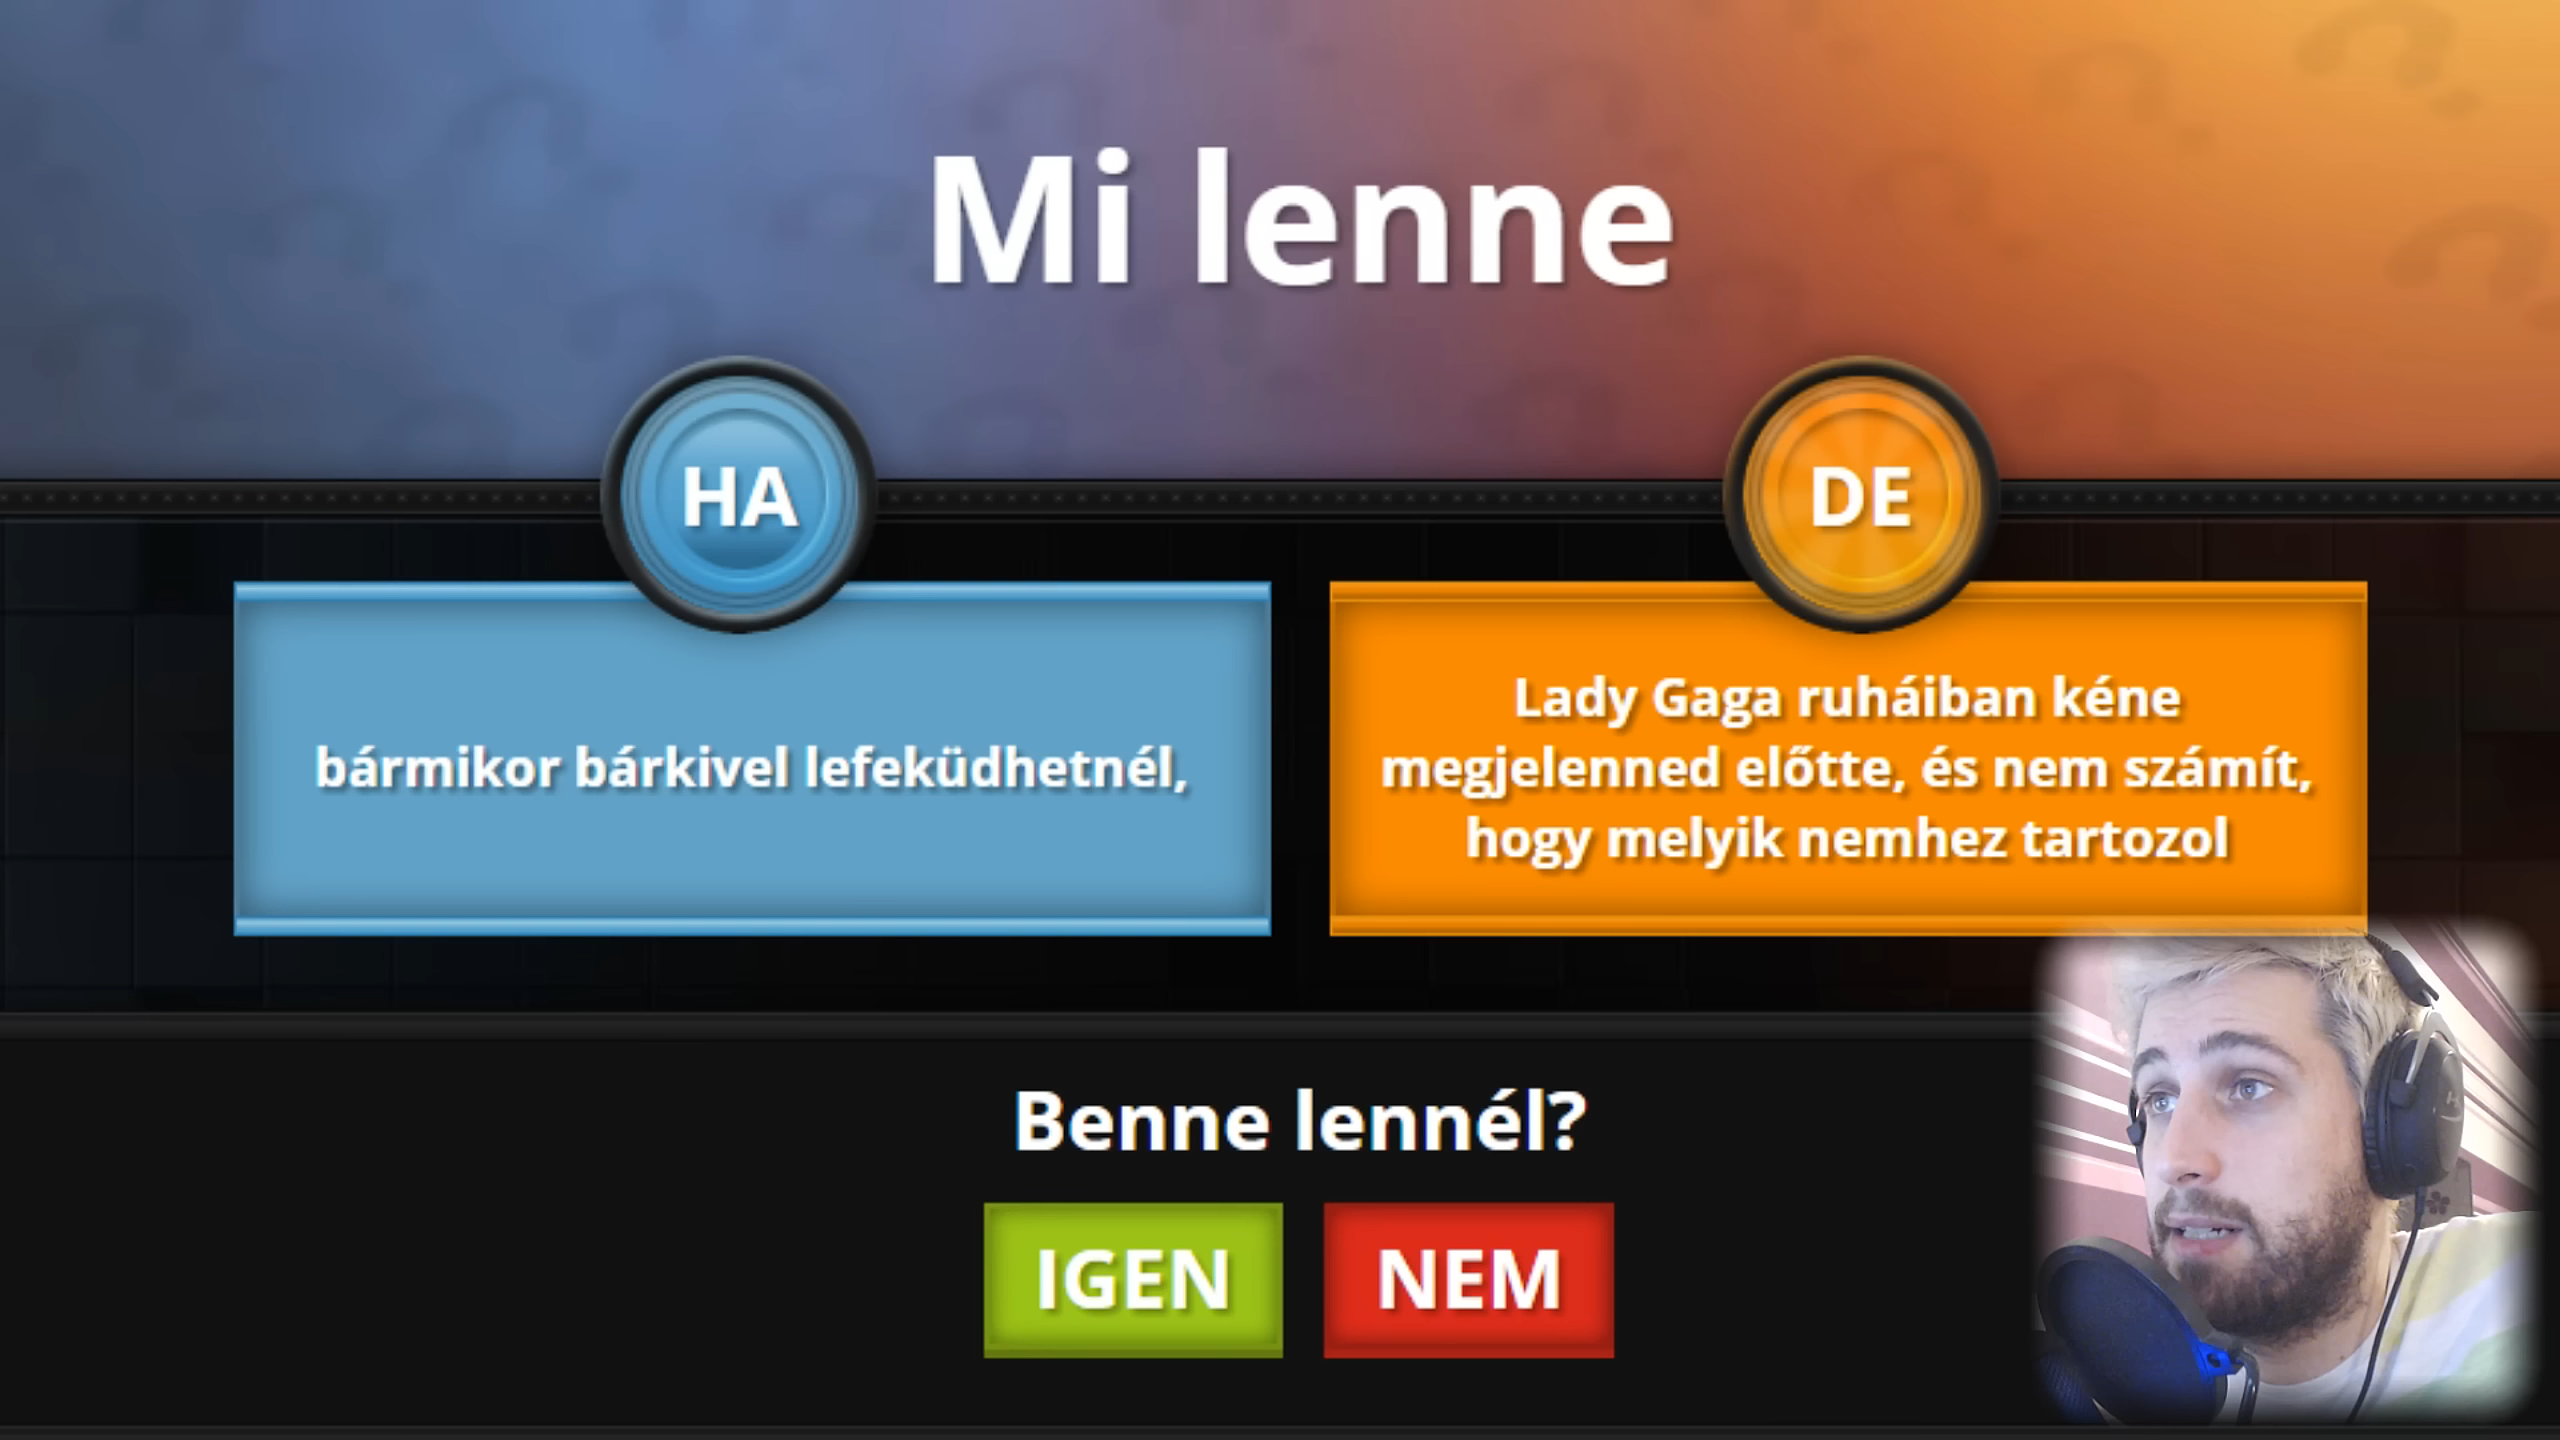 Mi lenne
HA
DE
bármikor bárkivel lefeküdhetnél,
Lady Gaga ruháiban kéne
megjelenned előtte, és nem számít,
hogy melyik nemhez tartozol
Benne lennél?
IGEN
NEM